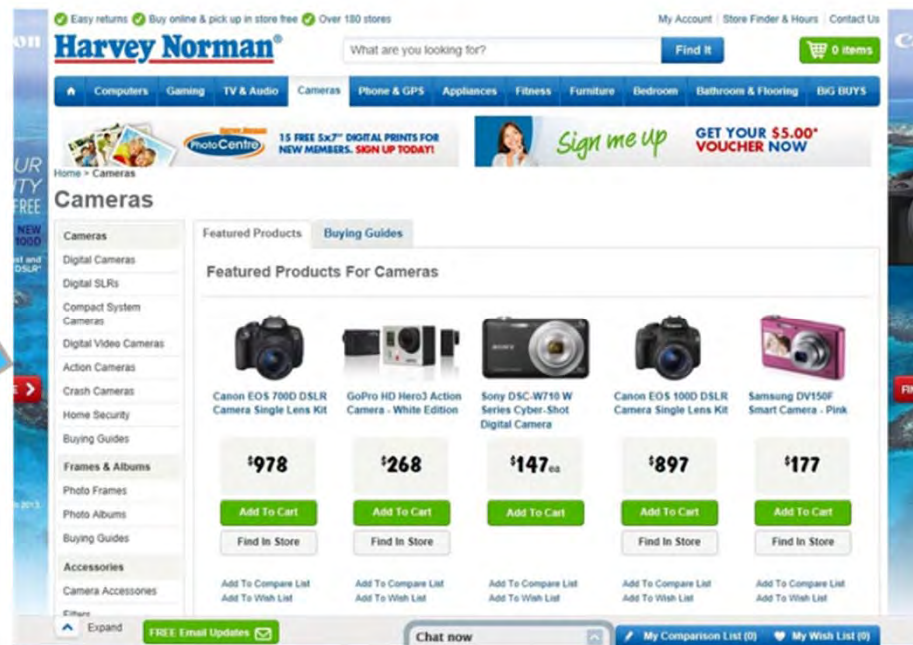 Easy returns Buy online & pick up in store free Over 180 stores
My Account Store Finder & Hours Contact Us
Harvey Norman®
What are you looking for?
Find It
0 items
Computers Gaming TV & Audio Cameras Phone & GPS Appliances Fitness Furniture Bedroom Bathroom & Flooring BIG BUYS
Harvey Norman
PhotoCentre
15 FREE 5x7" DIGITAL PRINTS FOR
NEW MEMBERS. SIGN UP TODAY!
Sign me up
GET YOUR $5.00*
VOUCHER NOW
FREE
NEW
100D
DSLR*
Home > Cameras
Cameras
Cameras
Digital Cameras
Digital SLRs
Compact System
Cameras
Digital Video Cameras
Action Cameras
Crash Cameras
Home Security
Buying Guides
Frames & Albums
Photo Frames
Photo Albums
Buying Guides
Accessories
Camera Accessories
Filters
Featured Products Buying Guides
Featured Products For Cameras
SONY
Canon EOS 700D DSLR
Camera Single Lens Kit
$978
Add To Cart
Find In Store
Add To Compare List
Add To Wish List
GoPro HD Hero3 Action
Camera - White Edition
$268
Add To Cart
Find In Store
Add To Compare List
Add To Wish List
Sony DSC-W710 W
Series Cyber-Shot
Digital Camera
$147ea
Add To Cart
Add To Compare List
Add To Wish List
Canon EOS 100D DSLR
Camera Single Lens Kit
$897
Add To Cart
Find In Store
Add To Compare List
Add To Wish List
Samsung DV150F
Smart Camera - Pink
$177
Add To Cart
Find In Store
Add To Compare List
Add To Wish List
Expand
FREE Email Updates
Chat now
My Comparison List (0) My Wish List (0)